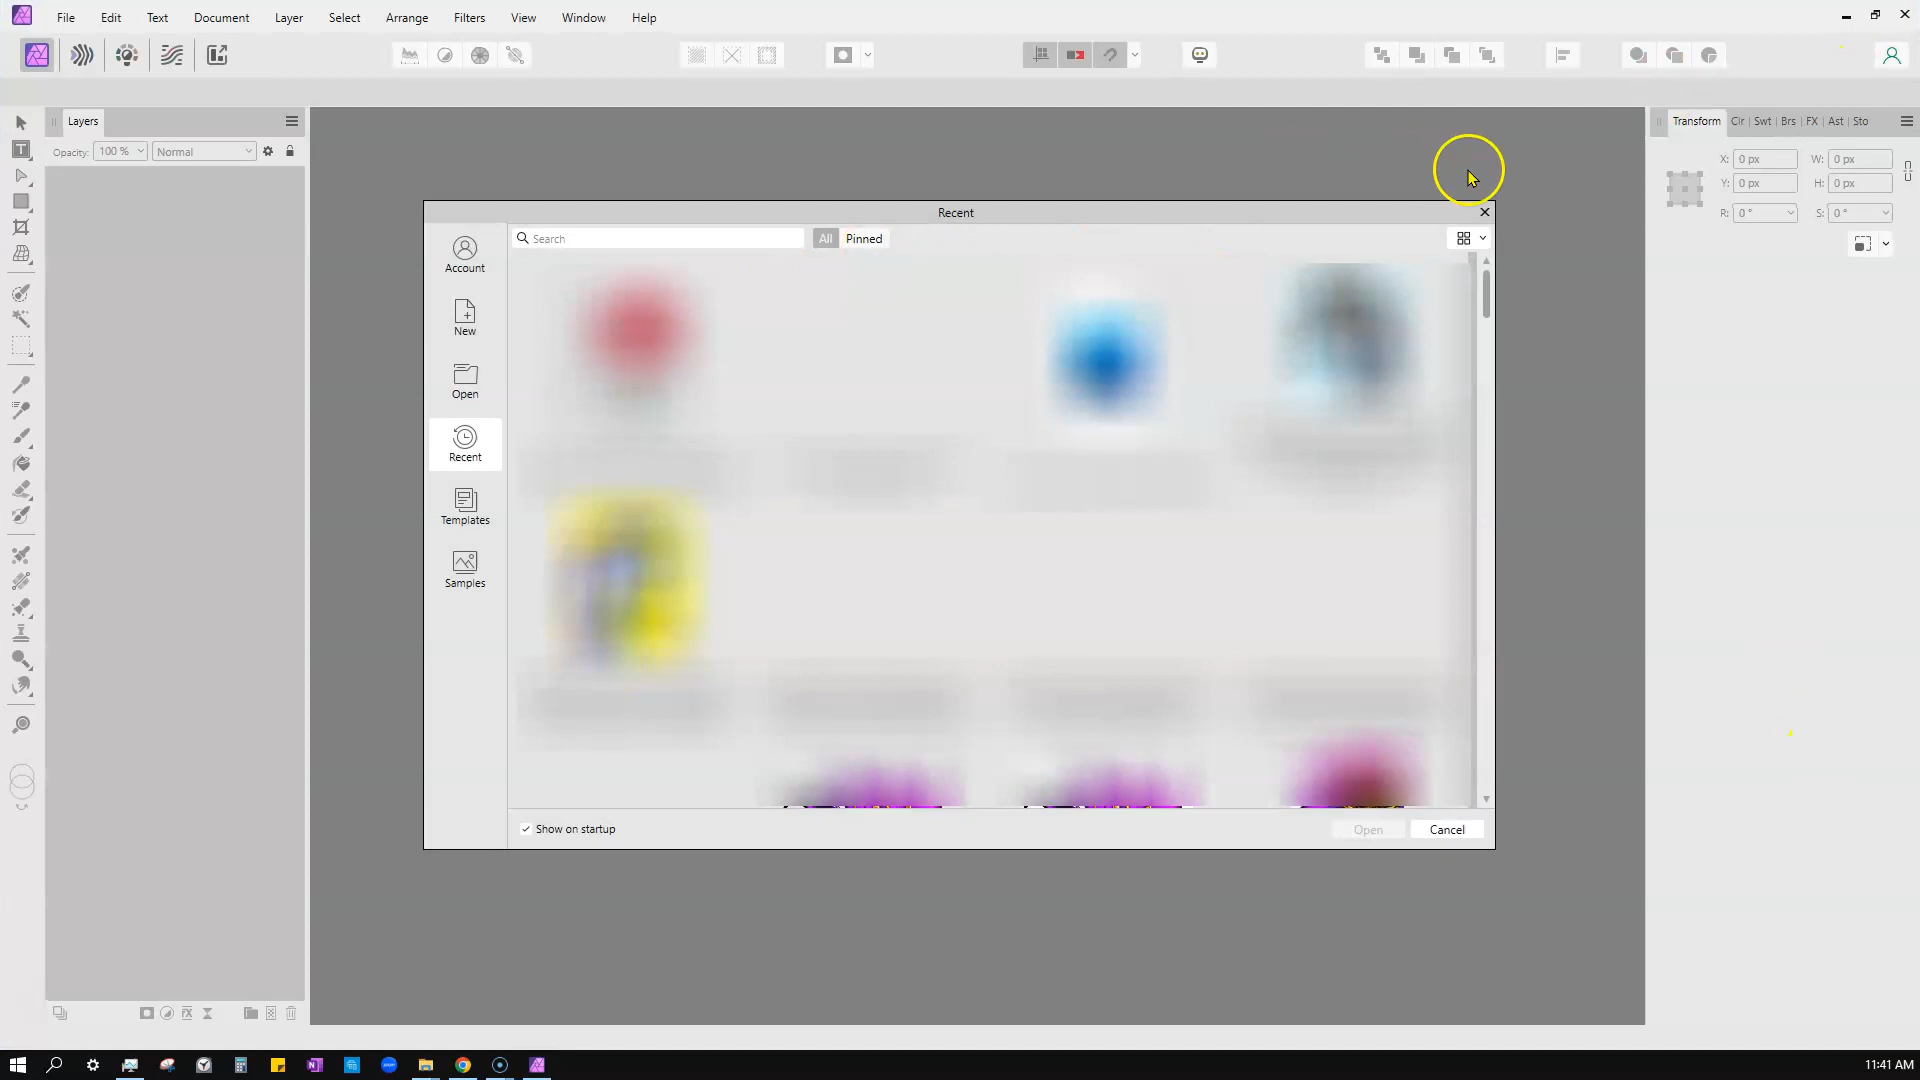 File Edit Text Document Layer Select Arrange Filters View Window Help
Layers
Opacity: 100 % Normal
Transform Clr Swt Brs FX Ast Sto
X: 0 px W: 0 px
Y: 0 px H: 0 px
R: 0 ° S: 0 °
Recent
Search All Pinned
Account
New
Open
Recent
Templates
Samples
Show on startup
Open Cancel
11:41 AM